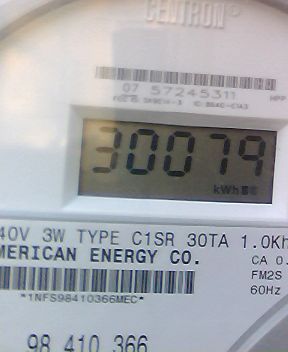 CENTRON®
07 57245311
30079
kWh
40V 3W TYPE C1SR 30TA 1.0Kh
MERICAN ENERGY CO.
CA 0.
FM2S
60Hz
*1NFS98410366MEC*
98 410 366